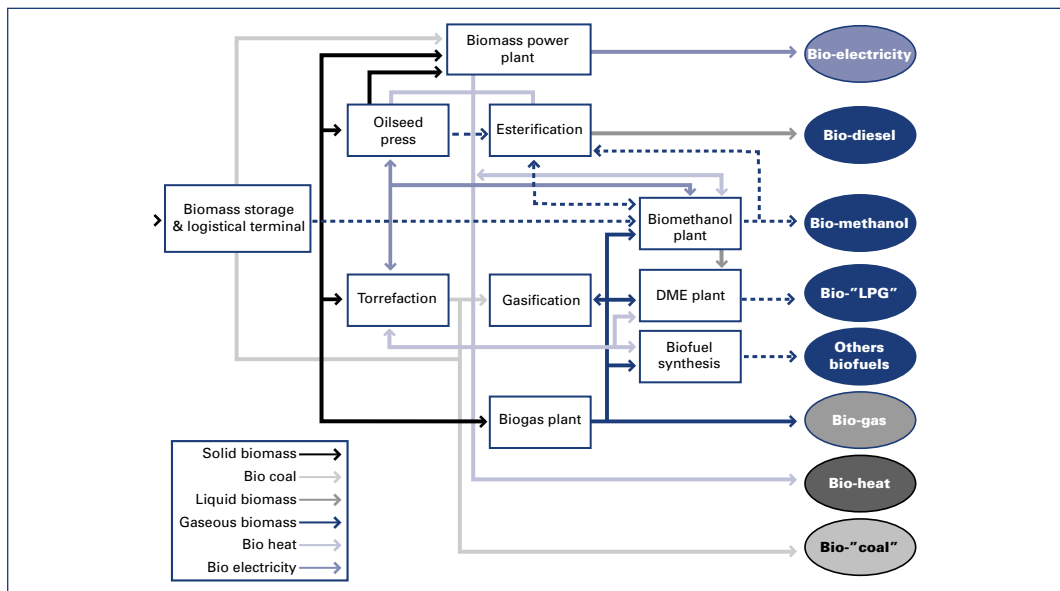 Biomass power
plant
Bio-electricity
Oilseed
press
Esterification
Bio-diesel
Biomass storage
& logistical terminal
Biomethanol
plant
Bio-methanol
Torrefaction
Gasification
DME plant
Bio-”LPG”
Biofuel
synthesis
Others
biofuels
Biogas plant
Bio-gas
Solid biomass
Bio coal
Liquid biomass
Gaseous biomass
Bio heat
Bio electricity
Bio-heat
Bio-”coal”